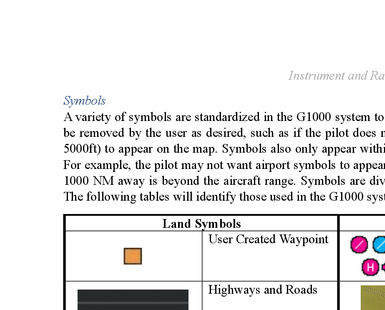 Instrument and Ra
Symbols
A variety of symbols are standardized in the G1000 system to
be removed by the user as desired, such as if the pilot does
5000ft) to appear on the map. Symbols also only appear withi
For example, the pilot may not want airport symbols to appear
1000 NM away is beyond the aircraft range. Symbols are div
The following tables will identify those used in the G1000 syst
Land Symbols
User Created Waypoint
H
Highways and Roads